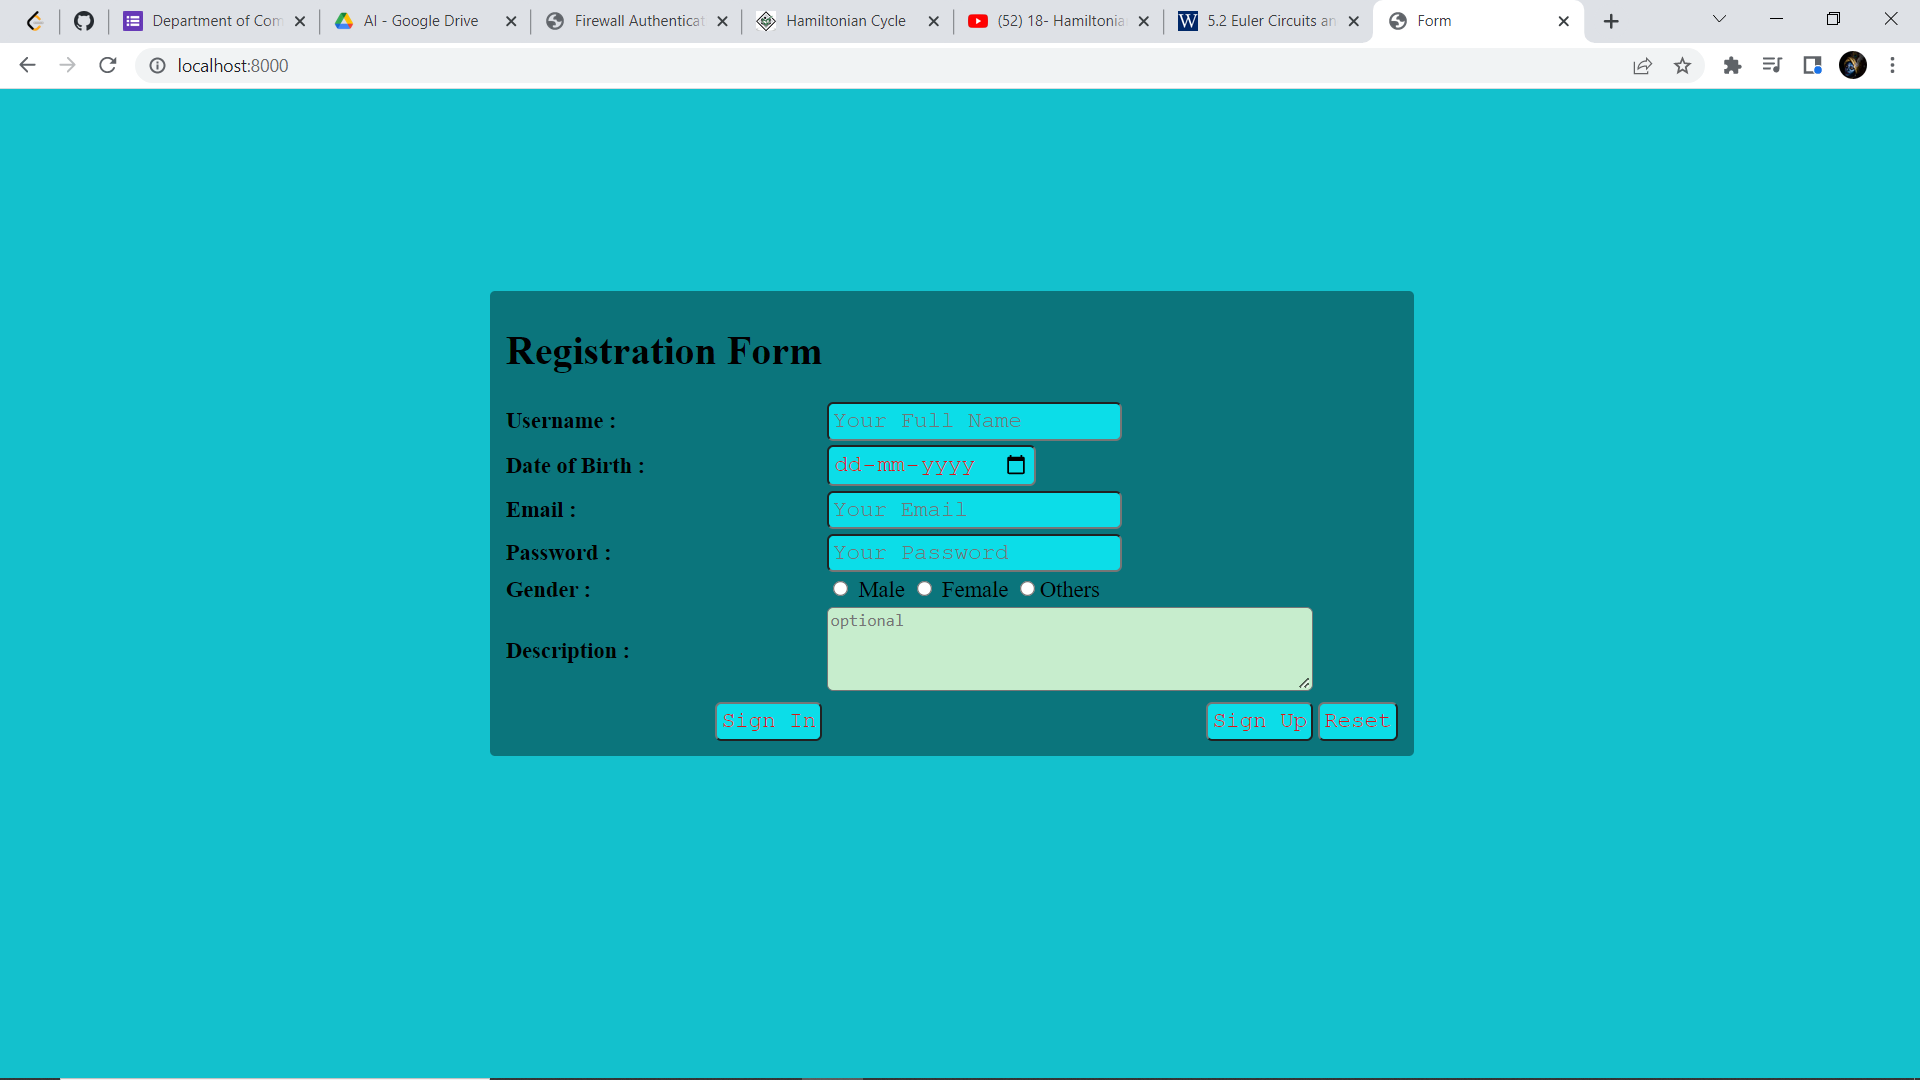 Department of Com
AI - Google Drive
Firewall Authenticat
Hamiltonian Cycle
(52) 18- Hamiltonia
W 5.2 Euler Circuits an
Form
localhost:8000
Registration Form
Username : Your Full Name
Date of Birth : dd-mm-yyyy
Email : Your Email
Password : Your Password
Gender : Male Female Others
Description : optional
Sign In Sign Up Reset